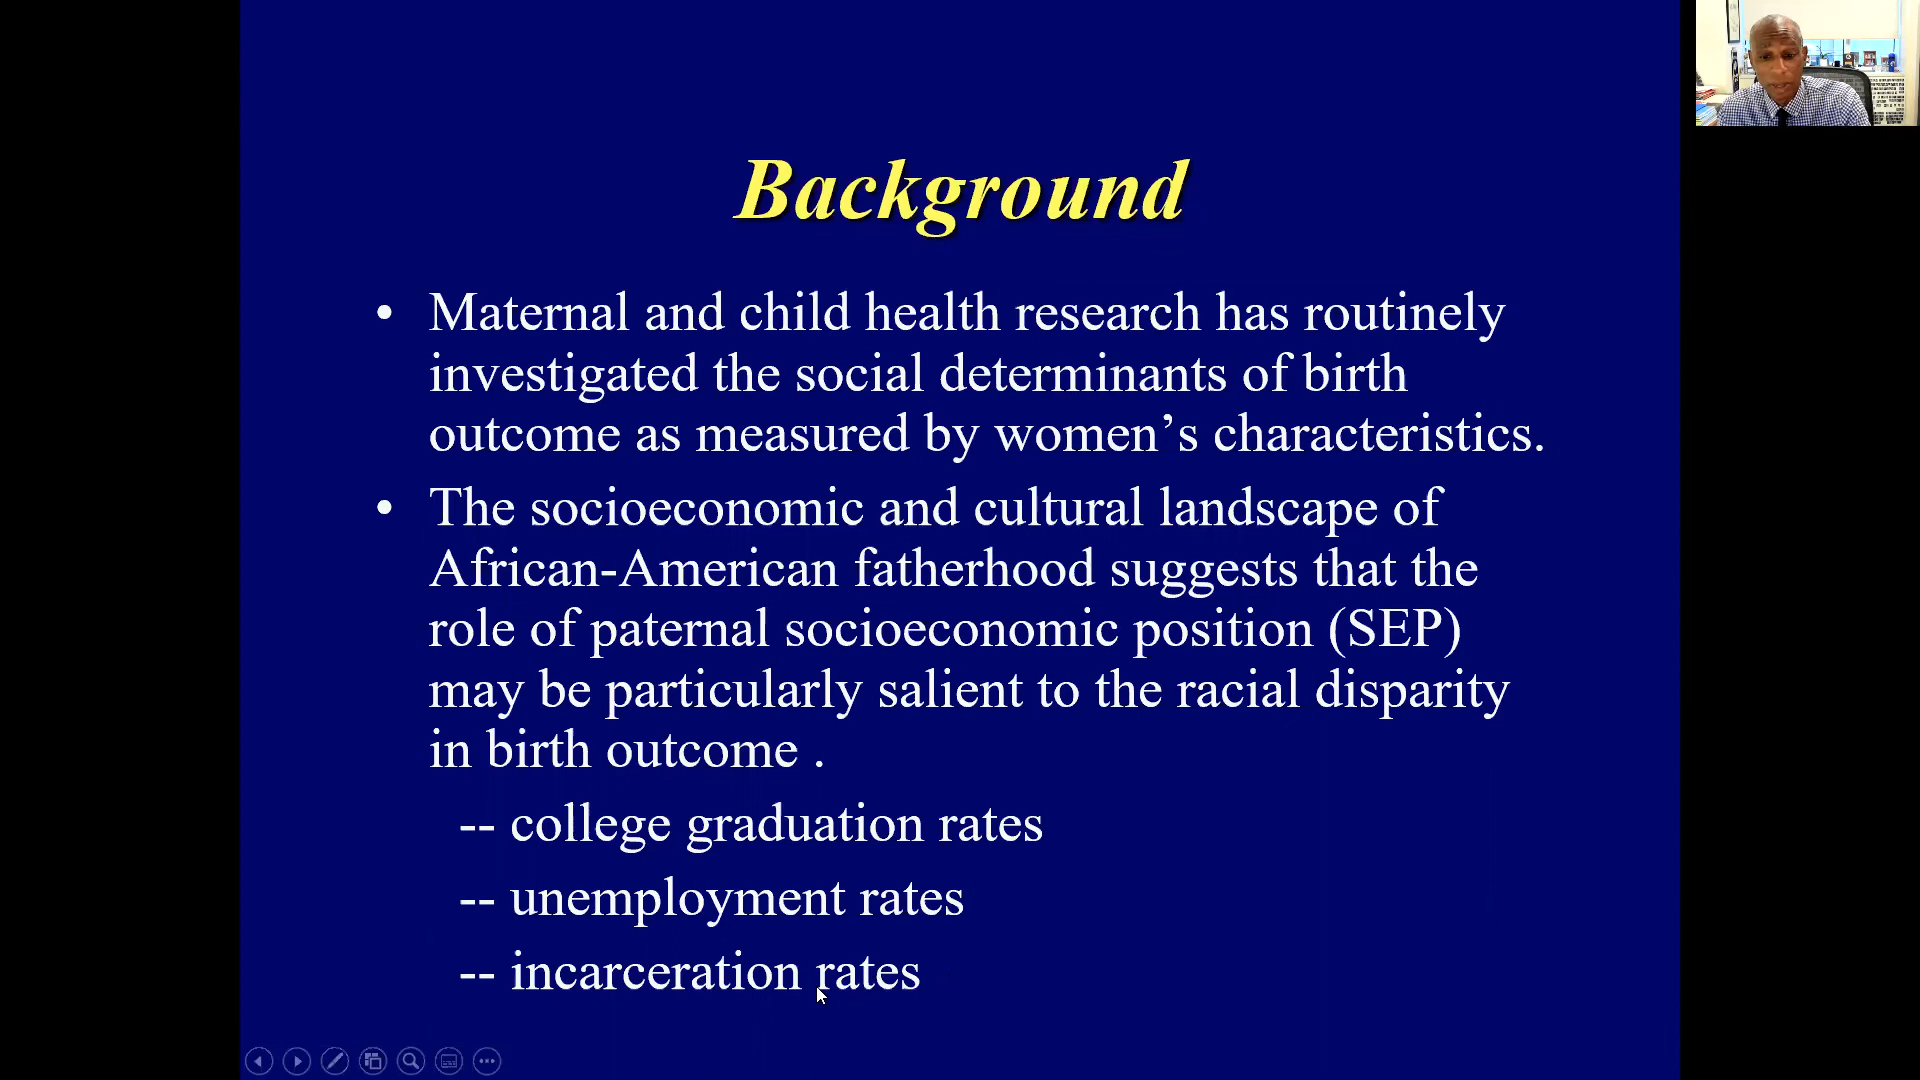 Background
• Maternal and child health research has routinely
investigated the social determinants of birth
outcome as measured by women’s characteristics.
• The socioeconomic and cultural landscape of
African-American fatherhood suggests that the
role of paternal socioeconomic position (SEP)
may be particularly salient to the racial disparity
in birth outcome .
-- college graduation rates
-- unemployment rates
-- incarceration rates